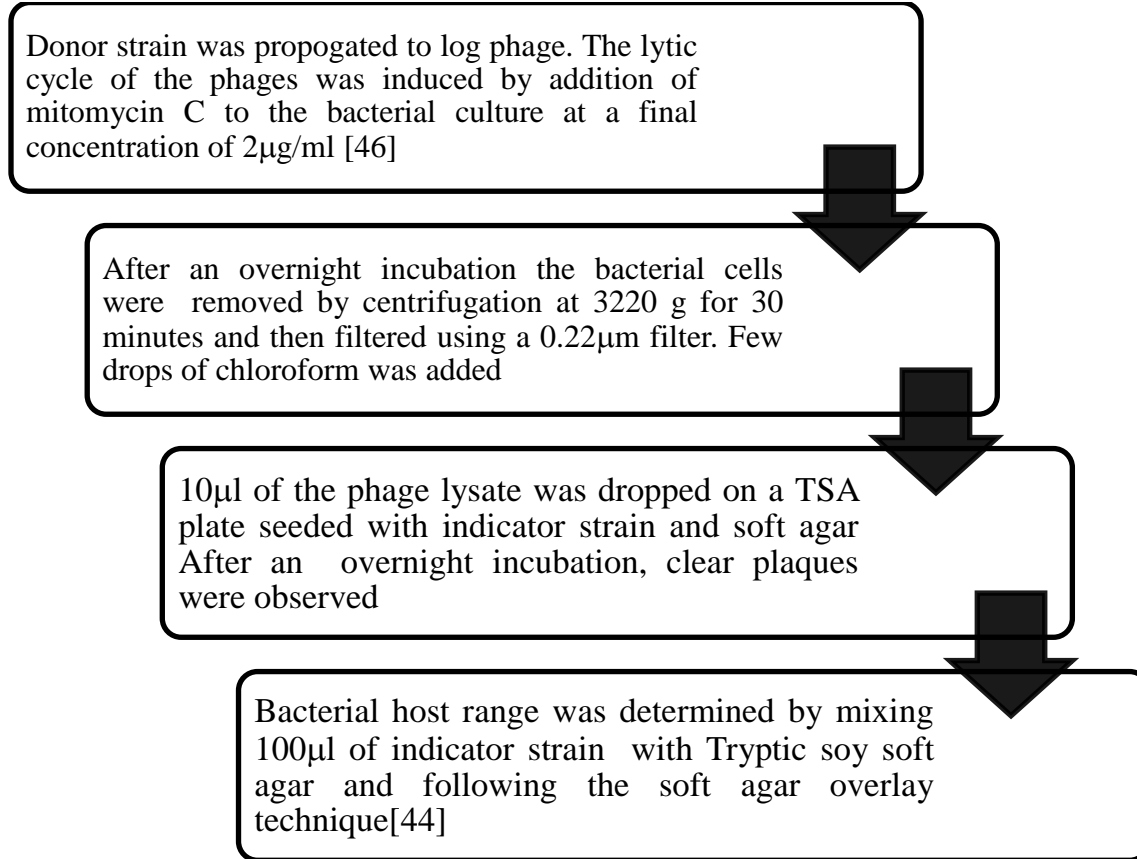 Donor strain was propogated to log phage. The lytic
cycle of the phages was induced by addition of
mitomycin C to the bacterial culture at a final
concentration of 2μg/ml [46]
After an overnight incubation the bacterial cells
were removed by centrifugation at 3220 g for 30
minutes and then filtered using a 0.22μm filter. Few
drops of chloroform was added
10μl of the phage lysate was dropped on a TSA
plate seeded with indicator strain and soft agar
After an overnight incubation, clear plaques
were observed
Bacterial host range was determined by mixing
100μl of indicator strain with Tryptic soy soft
agar and following the soft agar overlay
technique[44]